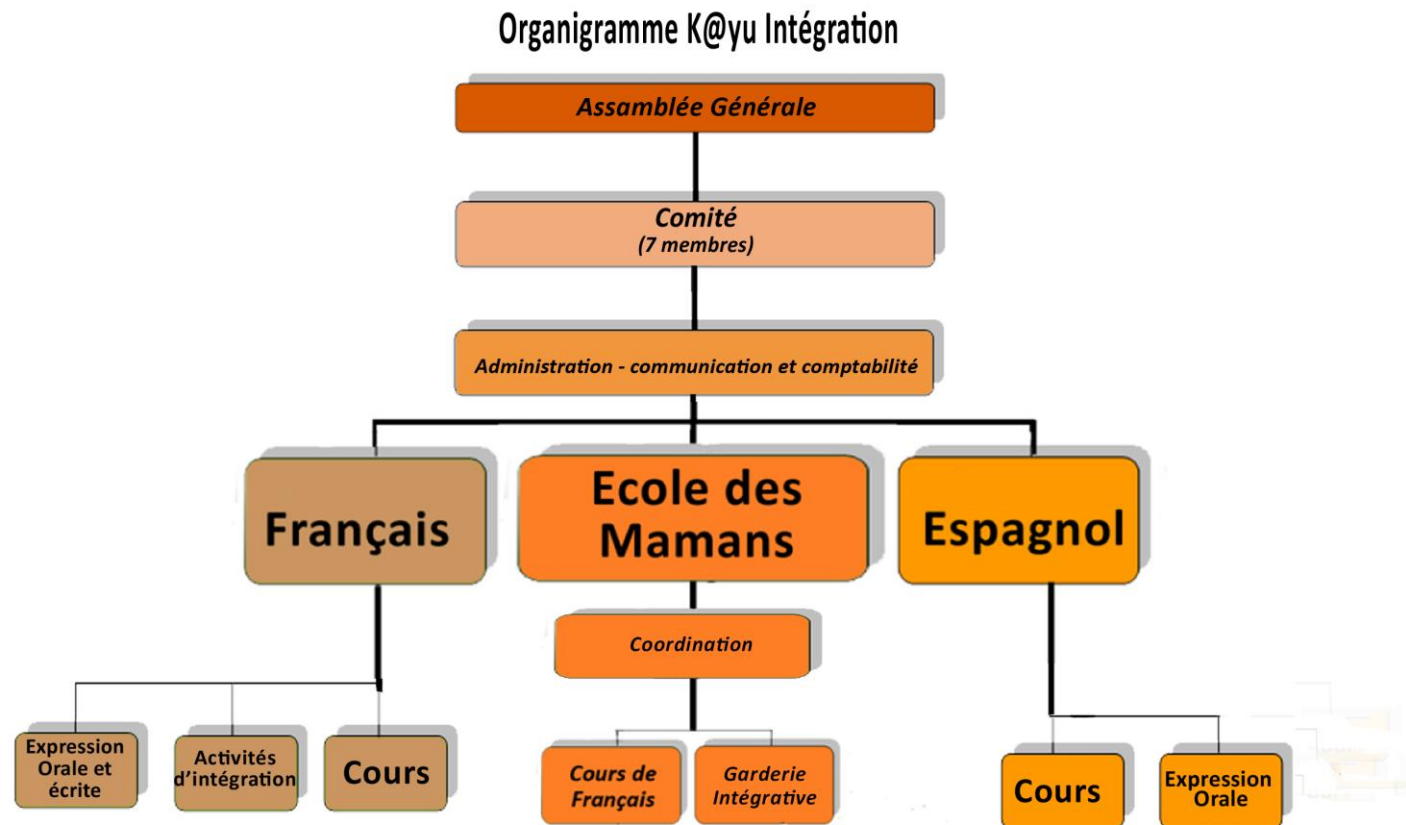 Organigramme K@yu Intégration
Assamblée Générale
Comité
(7 membres)
Administration - communication et comptabilité
Français
Ecole des
Mamans
Espagnol
Coordination
Expression
Orale et
écrite
Activités
d'intégration
Cours
Cours de
Français
Garderie
Intégrative
Cours
Expression
Orale